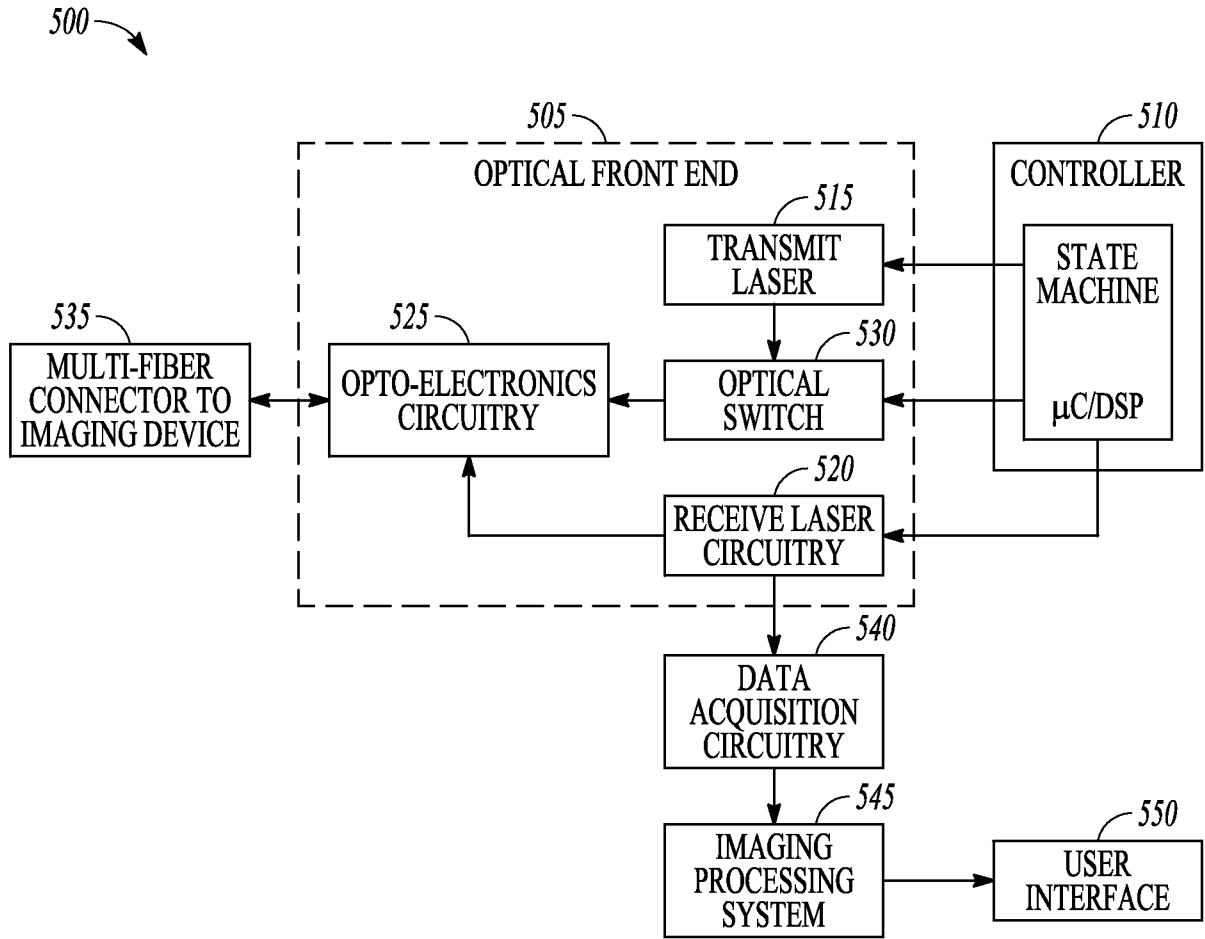 500
505
510
OPTICAL FRONT END
CONTROLLER
515
TRANSMIT
LASER
STATE
MACHINE
µC/DSP
535
MULTI-FIBER
CONNECTOR TO
IMAGING DEVICE
525
OPTO-ELECTRONICS
CIRCUITRY
530
OPTICAL
SWITCH
520
RECEIVE LASER
CIRCUITRY
540
DATA
ACQUISITION
CIRCUITRY
545
IMAGING
PROCESSING
SYSTEM
550
USER
INTERFACE